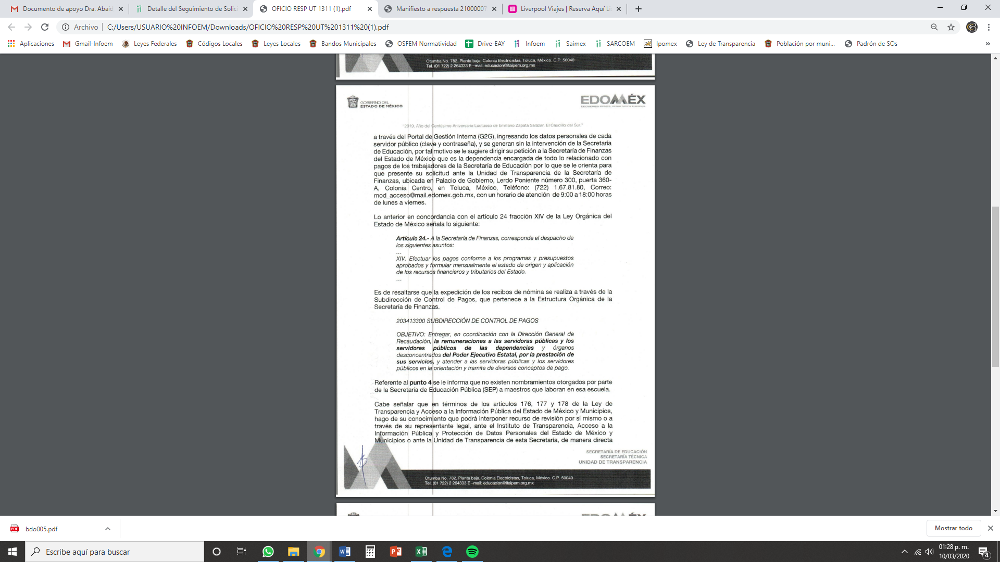 Documento de apoyo Dra. Abaid
Detalle del Seguimiento de Solici
OFICIO RESP UT 1311 (1).pdf
Manifiesto a respuesta 21000007
Liverpool Viajes | Reserva Aquí Li
Archivo
C:/Users/USUARIO%20INFOEM/Downloads/OFICIO%20RESP%20UT%201311%20(1).pdf
Aplicaciones
Gmail-Infoem
Leyes Federales
Códigos Locales
Leyes Locales
Bandos Municipales
OSFEM Normatividad
Drive-EAY
Infoem
Saimex
SARCOEM
Ipomex
Ley de Transparencia
Población por muni...
Padrón de SOs
»
Otumba No. 782, Planta baja, Colonia Electricistas, Toluca, México. C.P. 50040
Tel. (01 722) 2 264333 E –mail: educacion@itaipem.org.mx
GOBIERNO DEL
ESTADO DE MÉXICO
EDOMÉX
DECISIONES FIRMES, RESULTADOS FUERTES.
"2019. Año del Centésimo Aniversario Luctuoso de Emiliano Zapata Salazar. El Caudillo del Sur."
a través del Portal de Gestión Interna (G2G), ingresando los datos personales de cada
servidor público (clave y contraseña), y se generan sin la intervención de la Secretaría
de Educación, por tal motivo se le sugiere dirigir su petición a la Secretaría de Finanzas
del Estado de México que es la dependencia encargada de todo lo relacionado con
pagos de los trabajadores de la Secretaría de Educación por lo que se le orienta para
que presente su solicitud ante la Unidad de Transparencia de la Secretaría de
Finanzas, ubicada en Palacio de Gobierno, Lerdo Poniente número 300, puerta 360-
A, Colonia Centro, en Toluca, México, Teléfono: (722) 1.67.81.80, Correo:
mod_acceso@mail.edomex.gob.mx, con un horario de atención de 9:00 a 18:00 horas
de lunes a viernes.
Lo anterior en concordancia con el artículo 24 fracción XIV de la Ley Orgánica del
Estado de México señala lo siguiente:
Artículo 24.- A la Secretaría de Finanzas, corresponde el despacho de
los siguientes asuntos:
...
XIV. Efectuar los pagos conforme a los programas y presupuestos
aprobados y formular mensualmente el estado de origen y aplicación
de los recursos financieros y tributarios del Estado.
...
Es de resaltarse que la expedición de los recibos de nómina se realiza a través de la
Subdirección de Control de Pagos, que pertenece a la Estructura Orgánica de la
Secretaría de Finanzas.
203413300 SUBDIRECCIÓN DE CONTROL DE PAGOS
OBJETIVO: Entregar, en coordinación con la Dirección General de
Recaudación, la remuneraciones a las servidoras públicas y los
servidores públicos de las dependencias y órganos
desconcentrados del Poder Ejecutivo Estatal, por la prestación de
sus servicios, y atender a las servidoras públicas y los servidores
públicos en la orientación y tramite de diversos conceptos de pago.
Referente al punto 4 se le informa que no existen nombramientos otorgados por parte
de la Secretaría de Educación Pública (SEP) a maestros que laboran en esa escuela.
Cabe señalar que en términos de los artículos 176, 177 y 178 de la Ley de
Transparencia y Acceso a la Información Pública del Estado de México y Municipios,
hago de su conocimiento que podrá interponer recurso de revisión por sí mismo o a
través de su representante legal, ante el Instituto de Transparencia, Acceso a la
Información Pública y Protección de Datos Personales del Estado de México y
Municipios o ante la Unidad de Transparencia de esta Secretaría, de manera directa
SECRETARÍA DE EDUCACIÓN
SECRETARÍA TÉCNICA
UNIDAD DE TRANSPARENCIA
Otumba No. 782, Planta baja, Colonia Electricistas, Toluca, México. C.P. 50040
Tel. (01 722) 2 264333 E –mail: educacion@itaipem.org.mx
bdo005.pdf
Mostrar todo
Escribe aquí para buscar
01:28 p. m.
10/03/2020
4